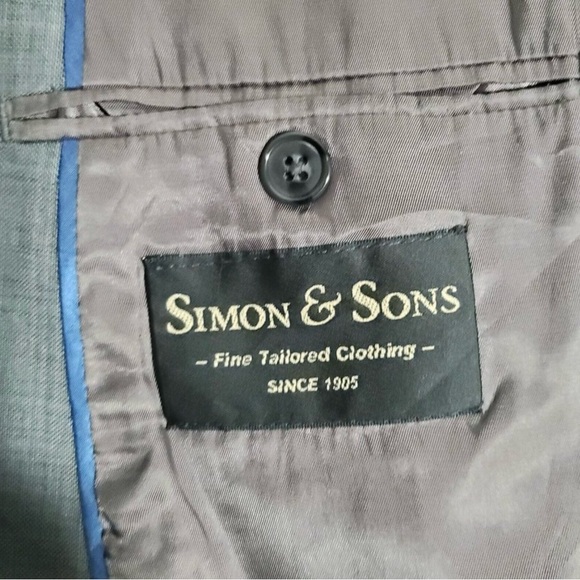 SIMON & SONS
– Fine Tailored Clothing –
SINCE 1905